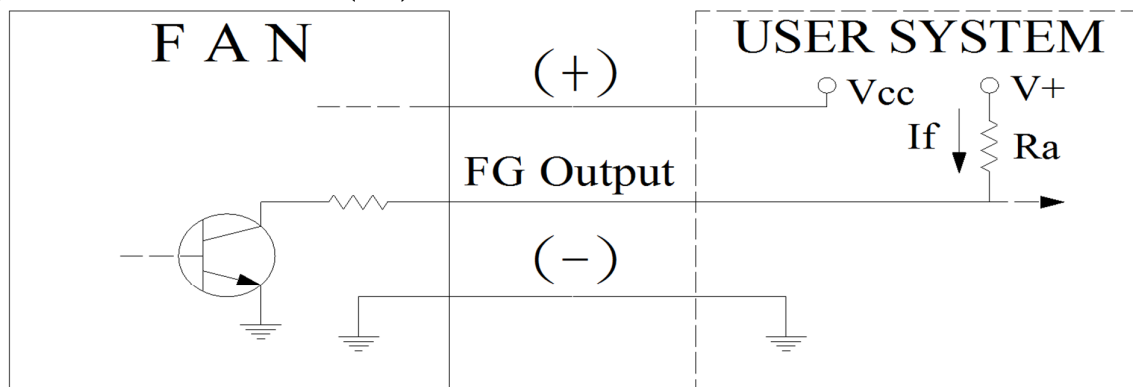 F A N
USER SYSTEM
(+)
Vcc
V+
If
Ra
FG Output
(-)